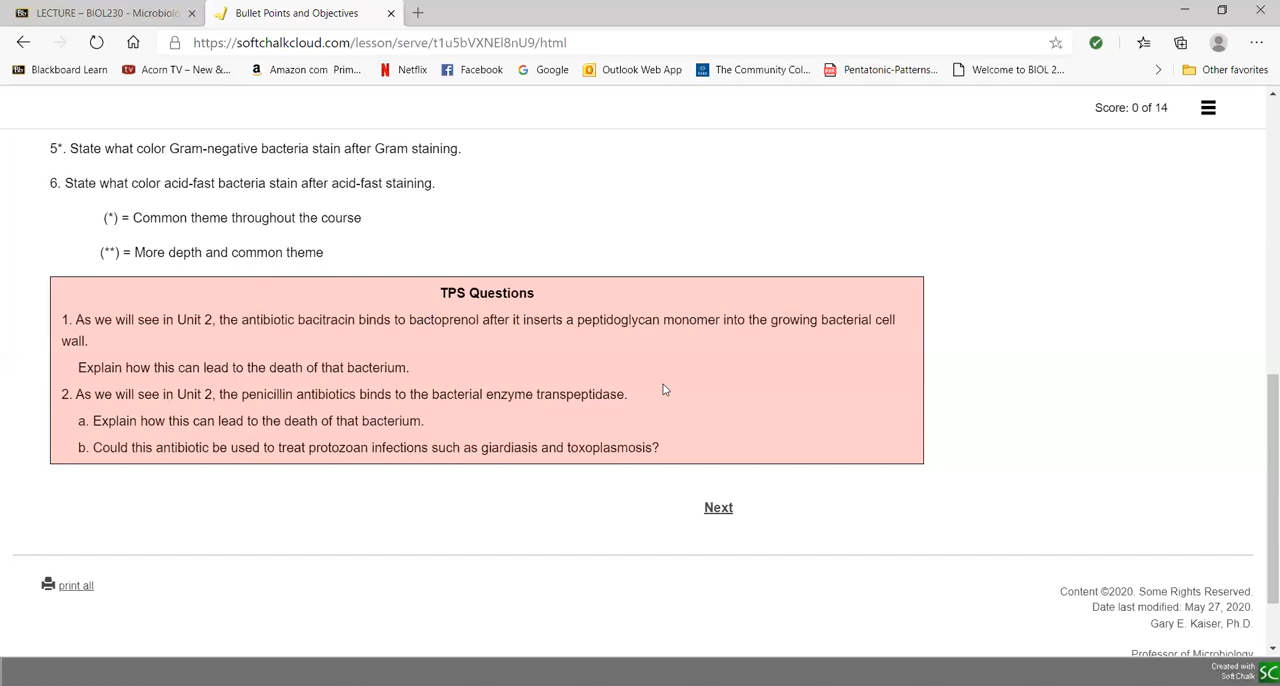 LECTURE – BIOL230 - Microbiolo
Bullet Points and Objectives
https://softchalkcloud.com/lesson/serve/t1u5bVXNEl8nU9/html
Blackboard Learn
Acorn TV – New &...
Amazon com Prim...
Netflix
Facebook
Google
Outlook Web App
The Community Col...
Pentatonic-Patterns...
Welcome to BIOL 2...
Other favorites
Score: 0 of 14
5*. State what color Gram-negative bacteria stain after Gram staining.
6. State what color acid-fast bacteria stain after acid-fast staining.
(*) = Common theme throughout the course
(**) = More depth and common theme
TPS Questions
1. As we will see in Unit 2, the antibiotic bacitracin binds to bactoprenol after it inserts a peptidoglycan monomer into the growing bacterial cell
wall.
Explain how this can lead to the death of that bacterium.
2. As we will see in Unit 2, the penicillin antibiotics binds to the bacterial enzyme transpeptidase.
a. Explain how this can lead to the death of that bacterium.
b. Could this antibiotic be used to treat protozoan infections such as giardiasis and toxoplasmosis?
Next
print all
Content ©2020. Some Rights Reserved.
Date last modified: May 27, 2020.
Gary E. Kaiser, Ph.D.
Professor of Microbiology
Created with
SoftChalk
SC